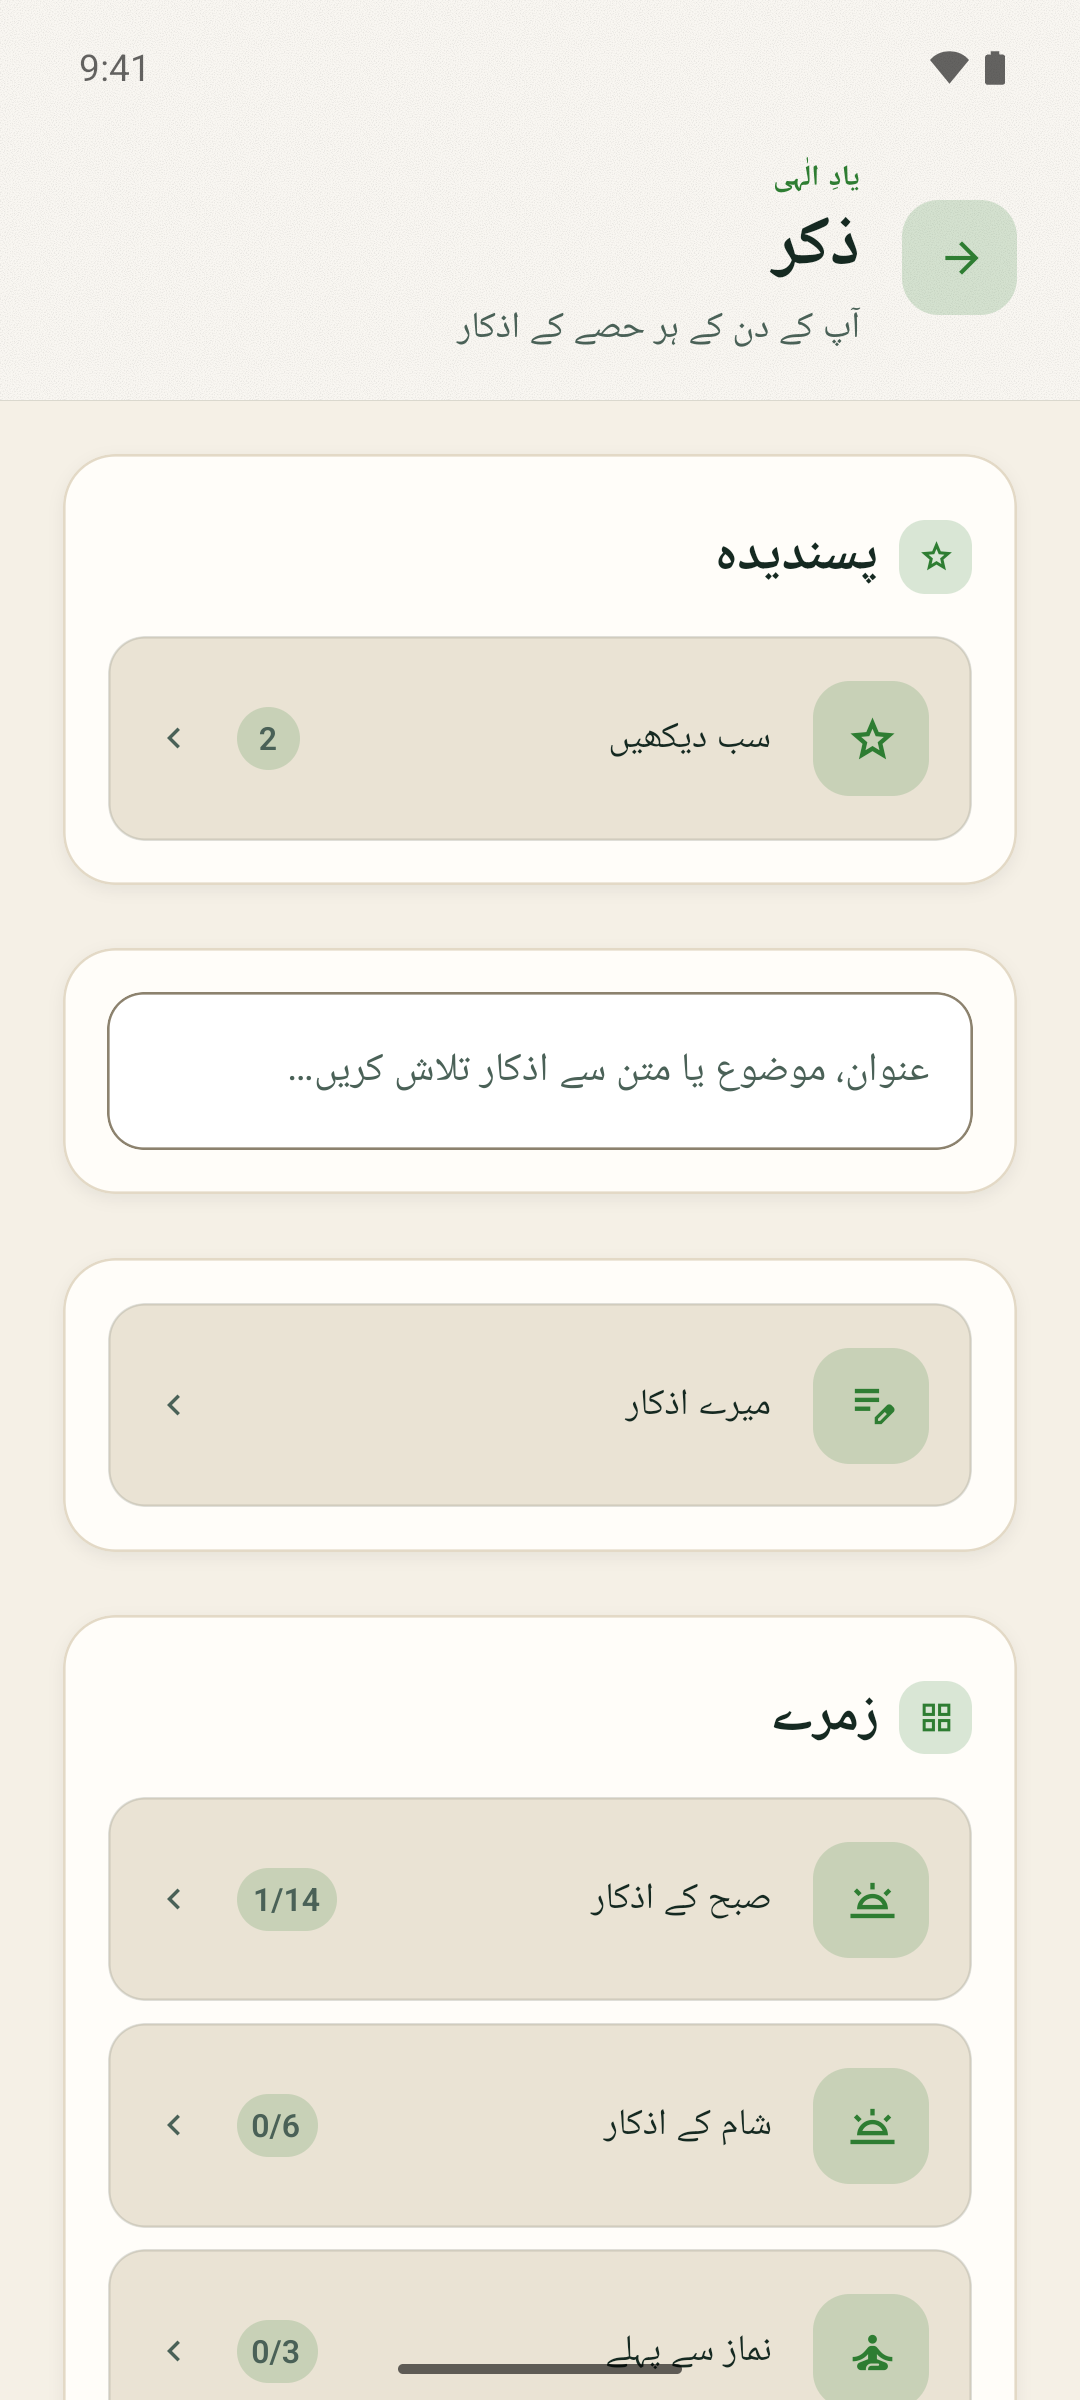 9:41
یادِ الٰہی
ذکر
آپ کے دن کے ہر حصے کے اذکار
پسندیدہ
سب دیکھیں
2
عنوان، موضوع یا متن سے اذکار تلاش کریں...
میرے اذکار
زمرے
صبح کے اذکار
1/14
شام کے اذکار
0/6
نماز سے پہلے
0/3